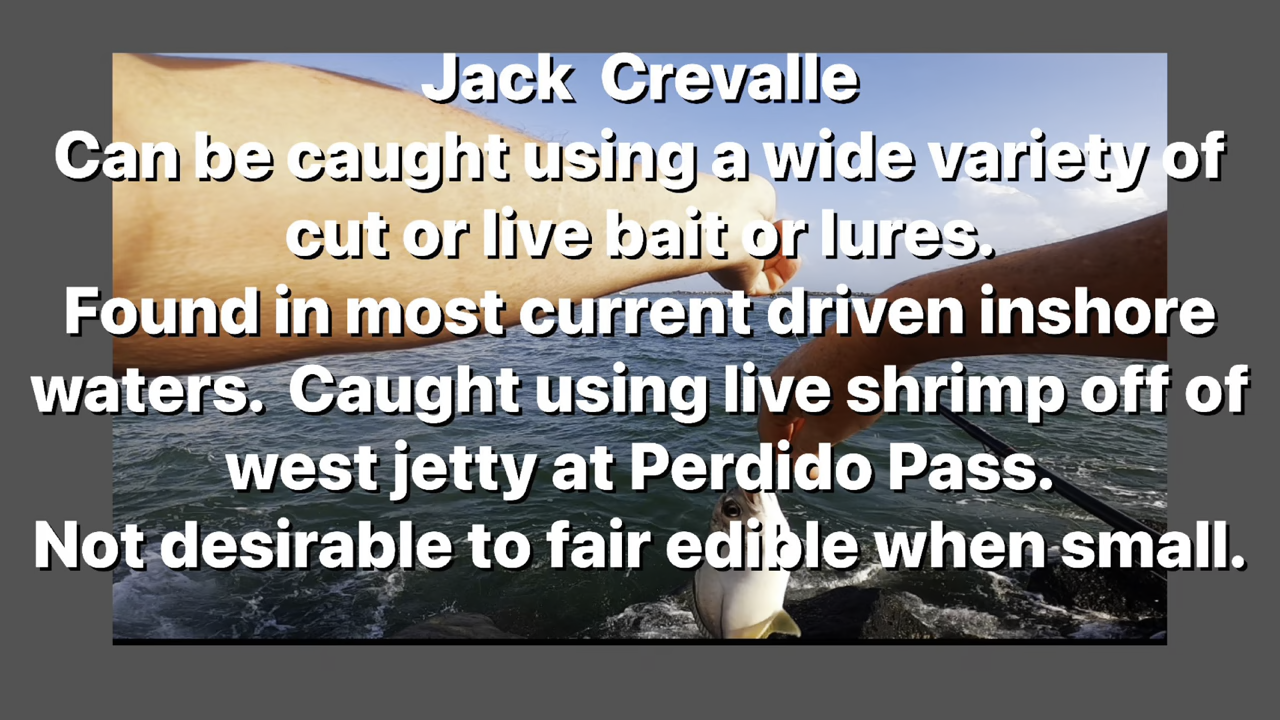 Jack  Crevalle
Can be caught using a wide variety of
cut or live bait or lures.
Found in most current driven inshore
waters.  Caught using live shrimp off of
west jetty at Perdido Pass.
Not desirable to fair edible when small.